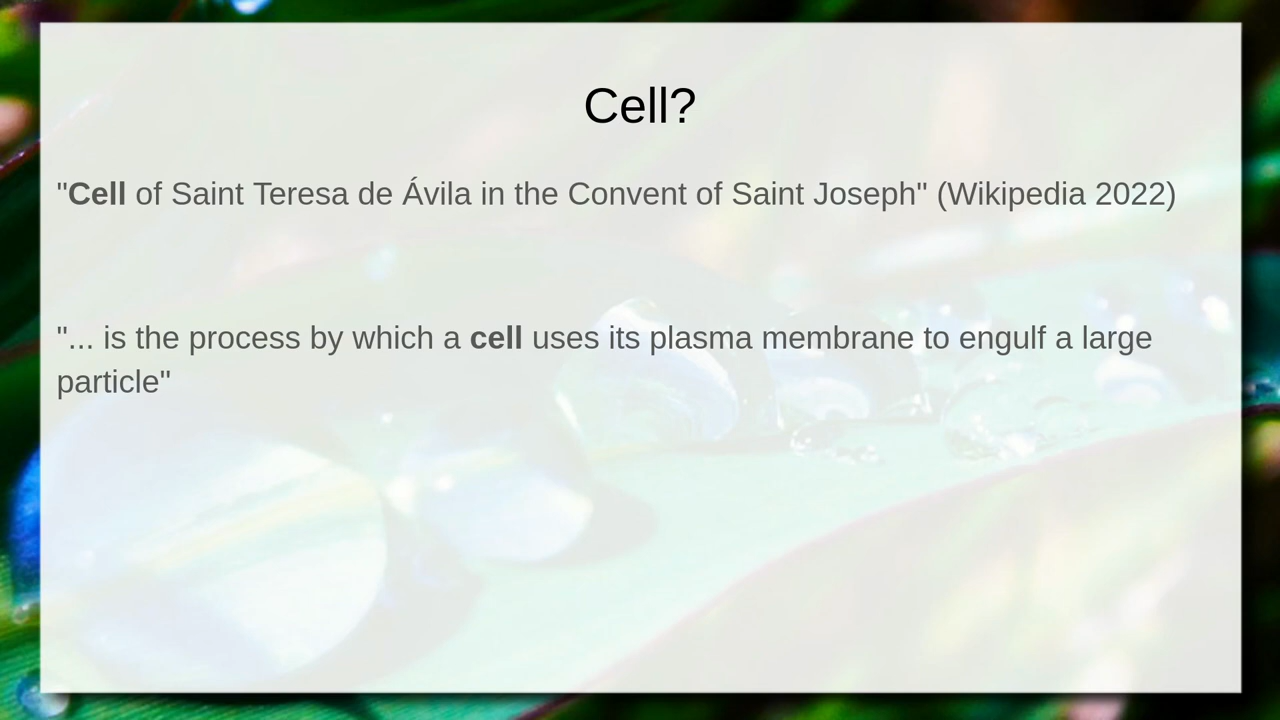 Cell?
"Cell of Saint Teresa de Ávila in the Convent of Saint Joseph" (Wikipedia 2022)
"... is the process by which a cell uses its plasma membrane to engulf a large
particle"